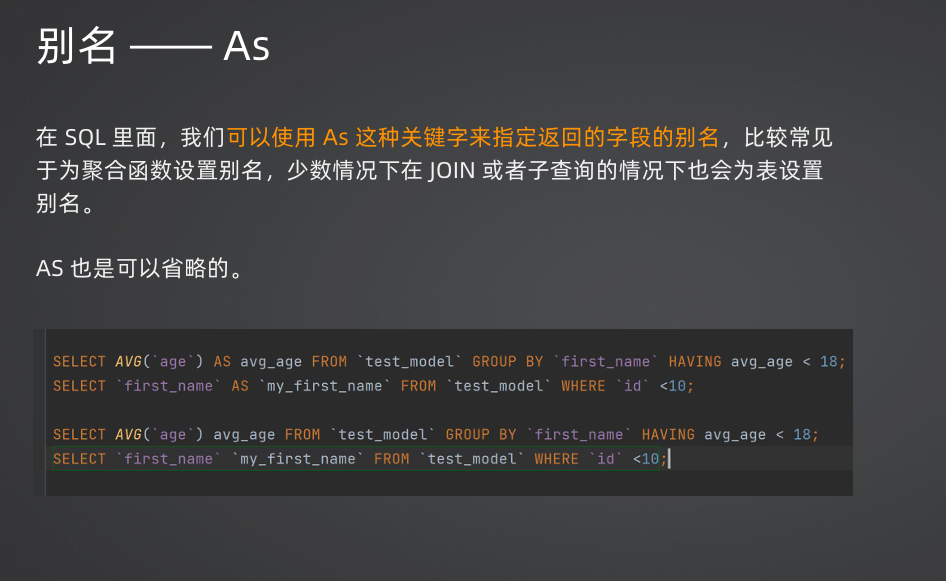 别名 —— As
在 SQL 里面，我们可以使用 As 这种关键字来指定返回的字段的别名，比较常见
于为聚合函数设置别名，少数情况下在 JOIN 或者子查询的情况下也会为表设置
别名。
AS 也是可以省略的。
SELECT AVG(`age`) AS avg_age FROM `test_model` GROUP BY `first_name` HAVING avg_age < 18;
SELECT `first_name` AS `my_first_name` FROM `test_model` WHERE `id` <10;
SELECT AVG(`age`) avg_age FROM `test_model` GROUP BY `first_name` HAVING avg_age < 18;
SELECT `first_name` `my_first_name` FROM `test_model` WHERE `id` <10;